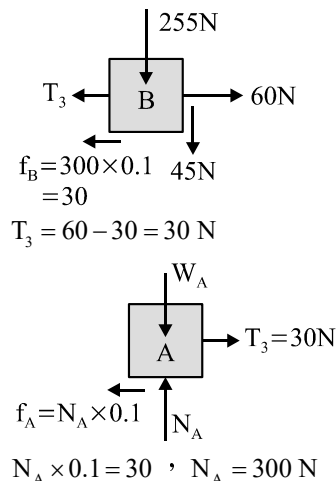 255N
T₃
B
60N
f_B = 300 × 0.1
= 30
45N
T₃ = 60 – 30 = 30 N
W_A
A
T₃ = 30N
f_A = N_A × 0.1
N_A
N_A × 0.1 = 30 , N_A = 300 N